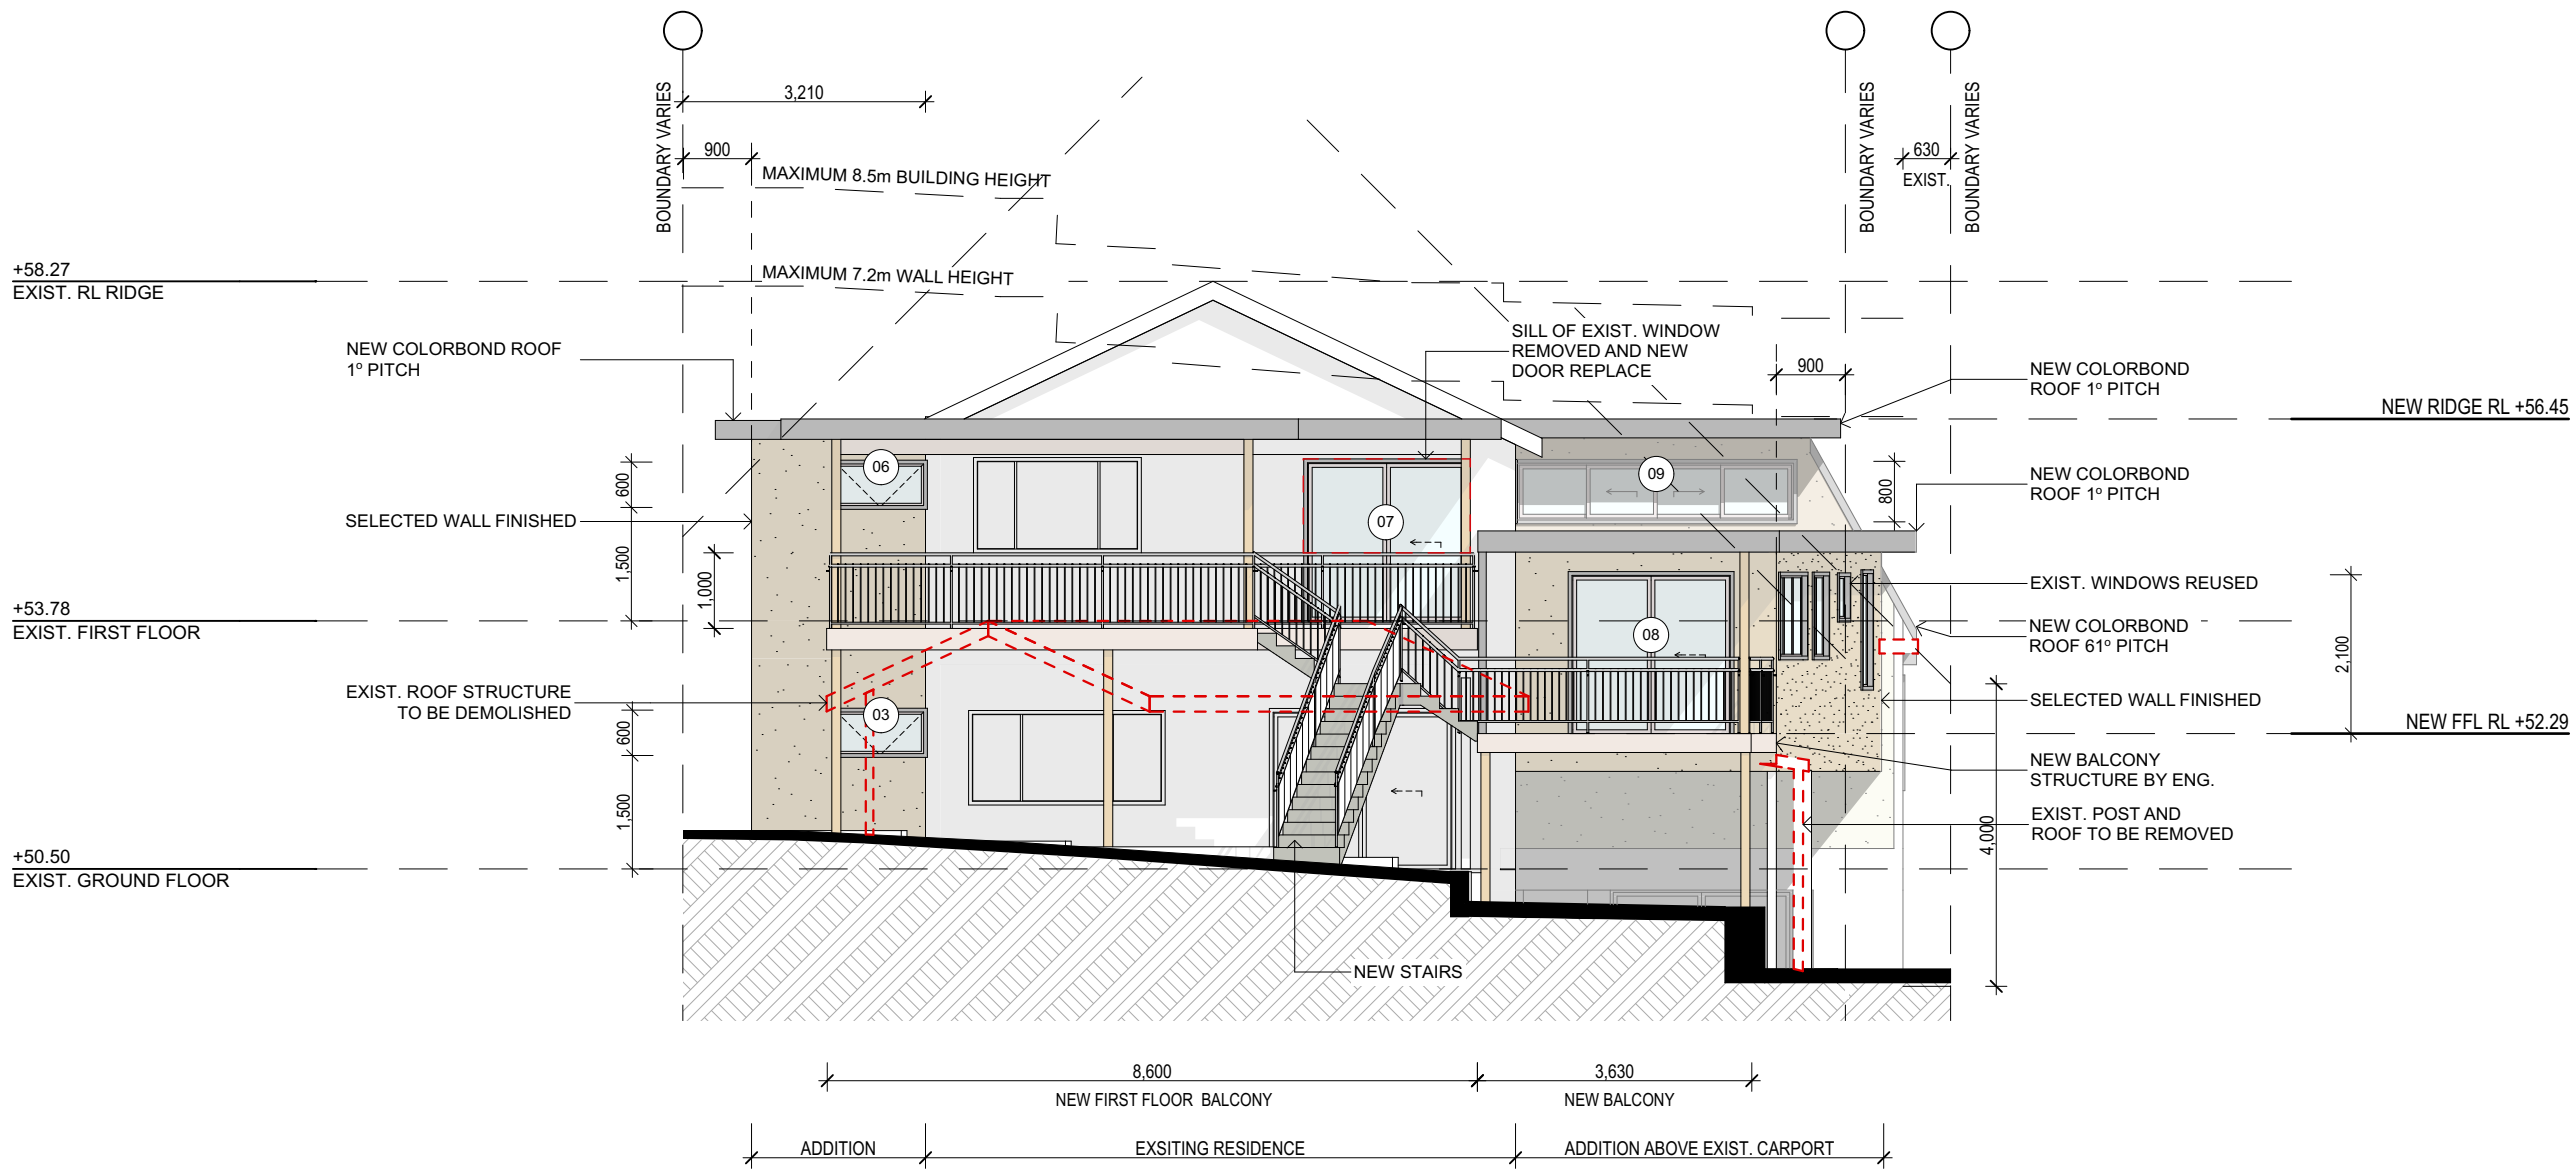 BOUNDARY VARIES
3,210
900
MAXIMUM 8.5m BUILDING HEIGHT
MAXIMUM 7.2m WALL HEIGHT
BOUNDARY VARIES
630
EXIST.
BOUNDARY VARIES
+58.27
EXIST. RL RIDGE
NEW COLORBOND ROOF
1º PITCH
SILL OF EXIST. WINDOW
REMOVED AND NEW
DOOR REPLACE
900
NEW COLORBOND
ROOF 1º PITCH
NEW RIDGE RL +56.45
600
06
09
800
NEW COLORBOND
ROOF 1º PITCH
SELECTED WALL FINISHED
07
1,500
1,000
EXIST. WINDOWS REUSED
+53.78
EXIST. FIRST FLOOR
08
NEW COLORBOND
ROOF 61º PITCH
2,100
EXIST. ROOF STRUCTURE
TO BE DEMOLISHED
03
600
SELECTED WALL FINISHED
NEW FFL RL +52.29
NEW BALCONY
STRUCTURE BY ENG.
1,500
EXIST. POST AND
ROOF TO BE REMOVED
4,000
+50.50
EXIST. GROUND FLOOR
NEW STAIRS
8,600
NEW FIRST FLOOR BALCONY
3,630
NEW BALCONY
ADDITION
EXSITING RESIDENCE
ADDITION ABOVE EXIST. CARPORT